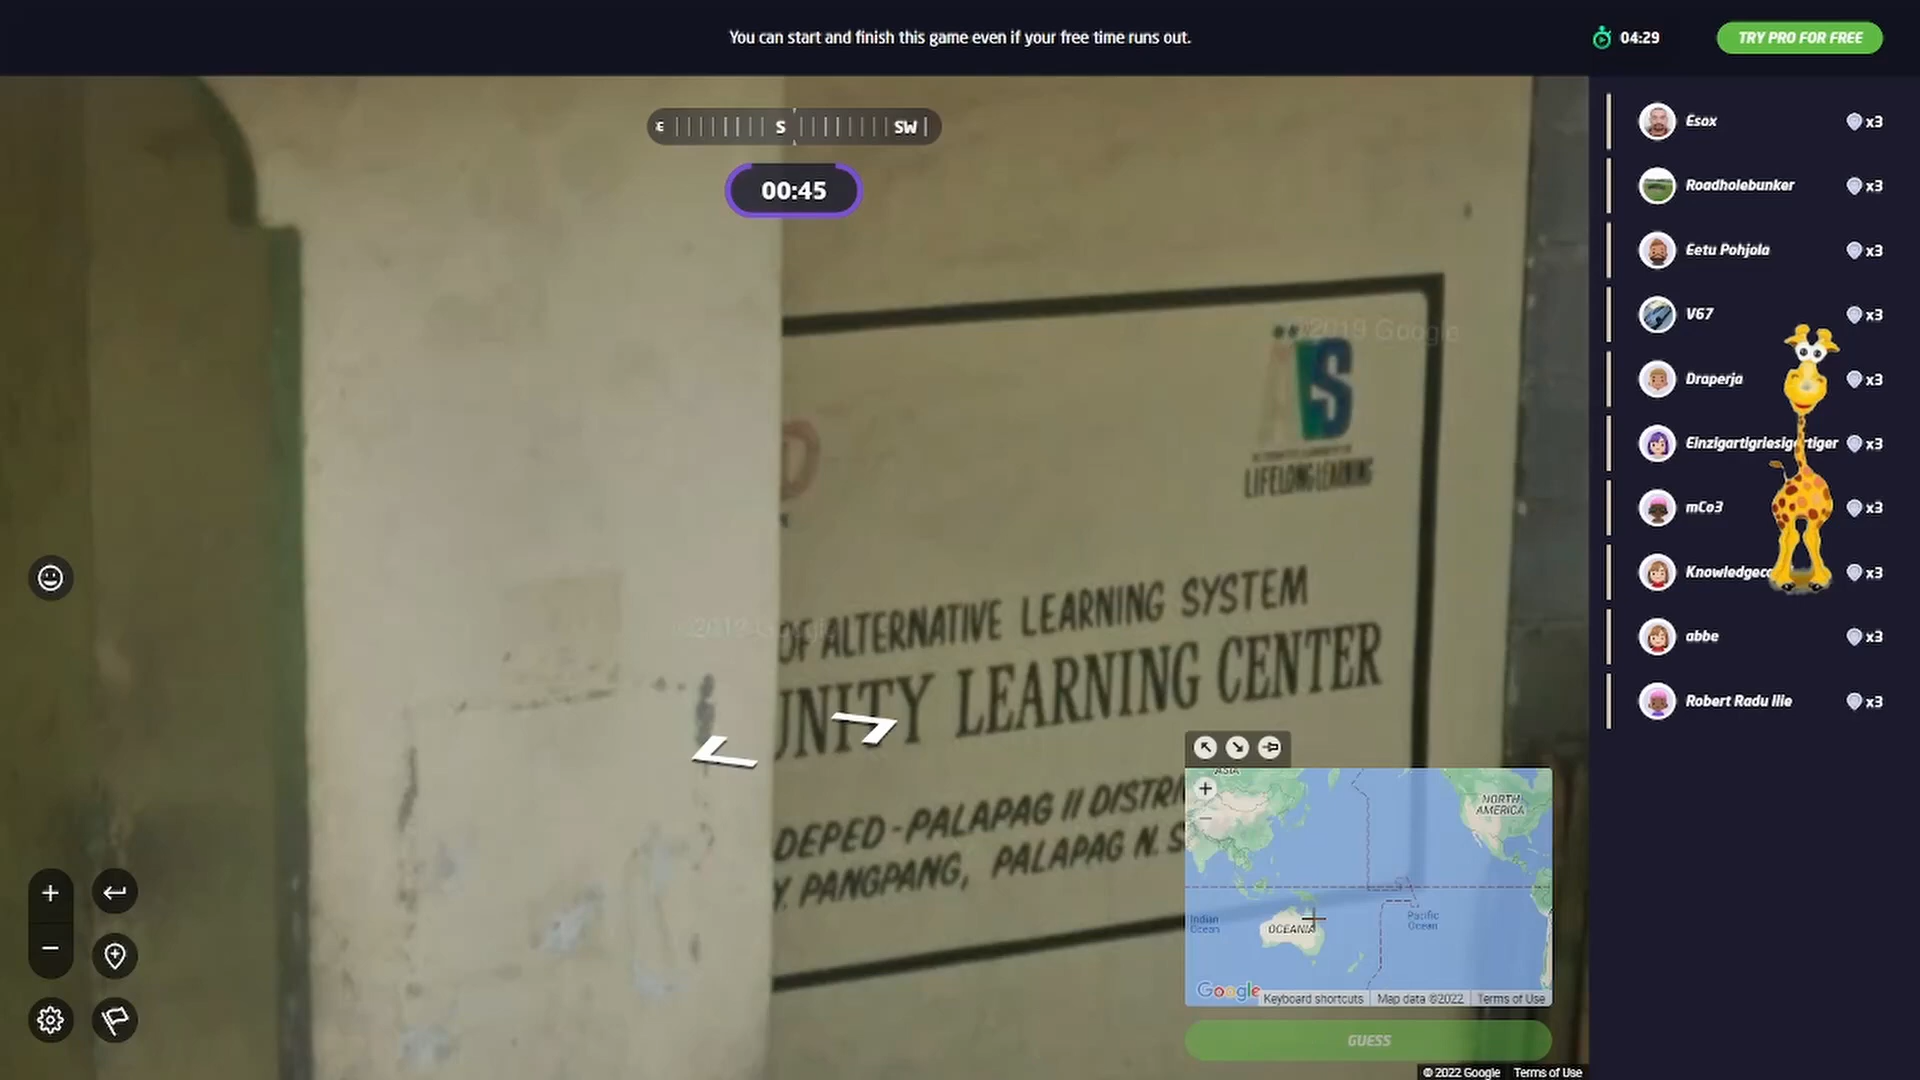 You can start and finish this game even if your free time runs out.
04:29
TRY PRO FOR FREE
S
SW
00:45
Esox
x3
Roadholebunker
x3
Eetu Pohjola
x3
V67
x3
Draperja
x3
x3
mCo3
x3
x3
abbe
x3
Robert Radu Ilie
x3
©2019 Google
ALS
LIFELONG LEARNING
OF ALTERNATIVE LEARNING SYSTEM
UNITY LEARNING CENTER
DEPED-PALAPAG II DISTRI
Y. PANGPANG, PALAPAG N. S
ASIA
NORTH AMERICA
Indian Ocean
OCEANIA
Pacific Ocean
Google
Keyboard shortcuts
Map data ©2022
Terms of Use
GUESS
© 2022 Google
Terms of Use